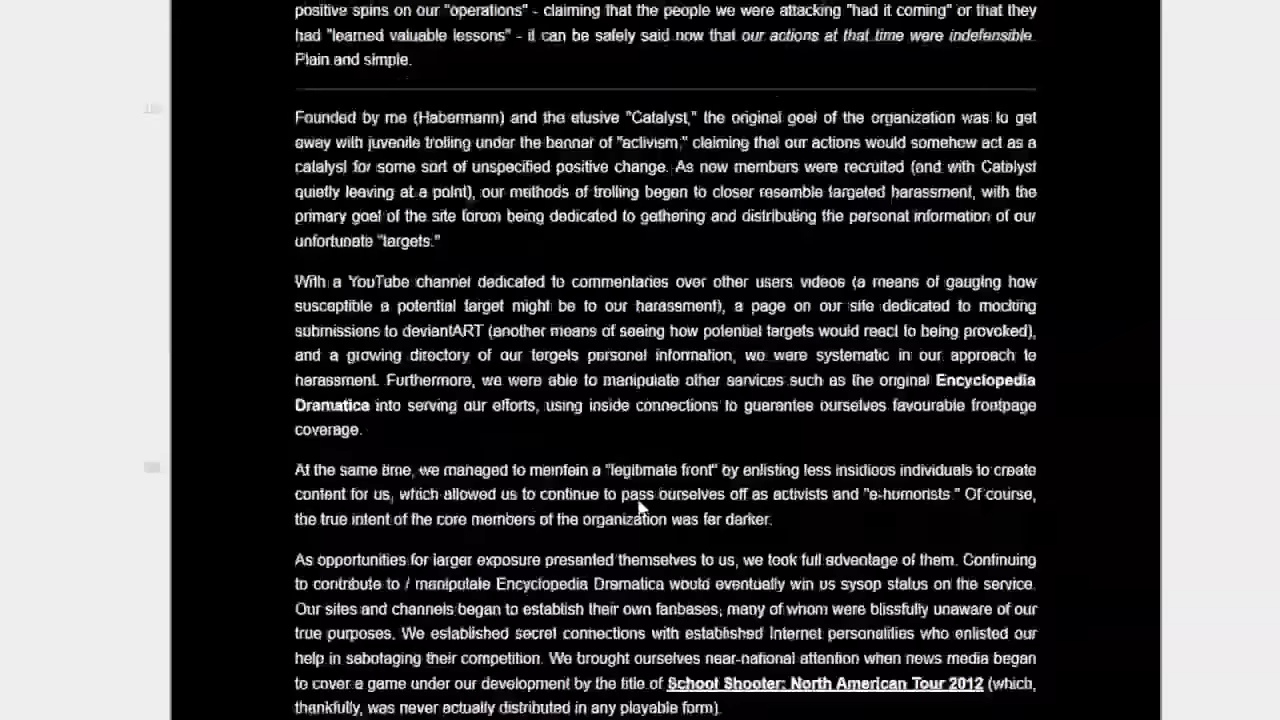 positive spins on our "operations" - claiming that the people we were attacking "had it coming" or that they
had "learned valuable lessons" - it can be safely said now that our actions at that time were indefensible.
Plain and simple.
Founded by me (Habermann) and the elusive "Catalyst," the original goal of the organization was to get
away with juvenile trolling under the banner of "activism," claiming that our actions would somehow act as a
catalyst for some sort of unspecified positive change. As new members were recruited (and with Catalyst
quietly leaving at a point), our methods of trolling began to closer resemble targeted harassment, with the
primary goal of the site forum being dedicated to gathering and distributing the personal information of our
unfortunate "targets."
With a YouTube channel dedicated to commentaries over other users videos (a means of gauging how
susceptible a potential target might be to our harassment), a page on our site dedicated to mocking
submissions to deviantART (another means of seeing how potential targets would react to being provoked),
and a growing directory of our targets personal information, we were systematic in our approach to
harassment. Furthermore, we were able to manipulate other services such as the original Encyclopedia
Dramatica into serving our efforts, using inside connections to guarantee ourselves favourable frontpage
coverage.
At the same time, we managed to maintain a "legitimate front" by enlisting less insidious individuals to create
content for us, which allowed us to continue to pass ourselves off as activists and "e-humorists." Of course,
the true intent of the core members of the organization was far darker.
As opportunities for larger exposure presented themselves to us, we took full advantage of them. Continuing
to contribute to / manipulate Encyclopedia Dramatica would eventually win us sysop status on the service.
Our sites and channels began to establish their own fanbases, many of whom were blissfully unaware of our
true purposes. We established secret connections with established Internet personalities who enlisted our
help in sabotaging their competition. We brought ourselves near-national attention when news media began
to cover a game under our development by the title of School Shooter: North American Tour 2012 (which,
thankfully, was never actually distributed in any playable form).